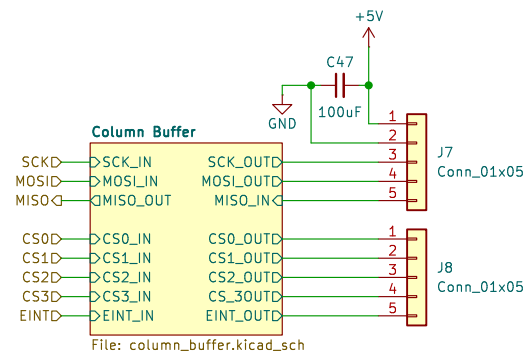 +5V
C47
100uF
GND
Column Buffer
SCK SCK_IN SCK_OUT 3
MOSI MOSI_IN MOSI_OUT 4
MISO MISO_OUT MISO_IN 5
1
2
J7
Conn_01x05
CS0 CS0_IN CS0_OUT 1
CS1 CS1_IN CS1_OUT 2
CS2 CS2_IN CS2_OUT 3
CS3 CS3_IN CS_3OUT 4
EINT EINT_IN EINT_OUT 5
J8
Conn_01x05
File: column_buffer.kicad_sch